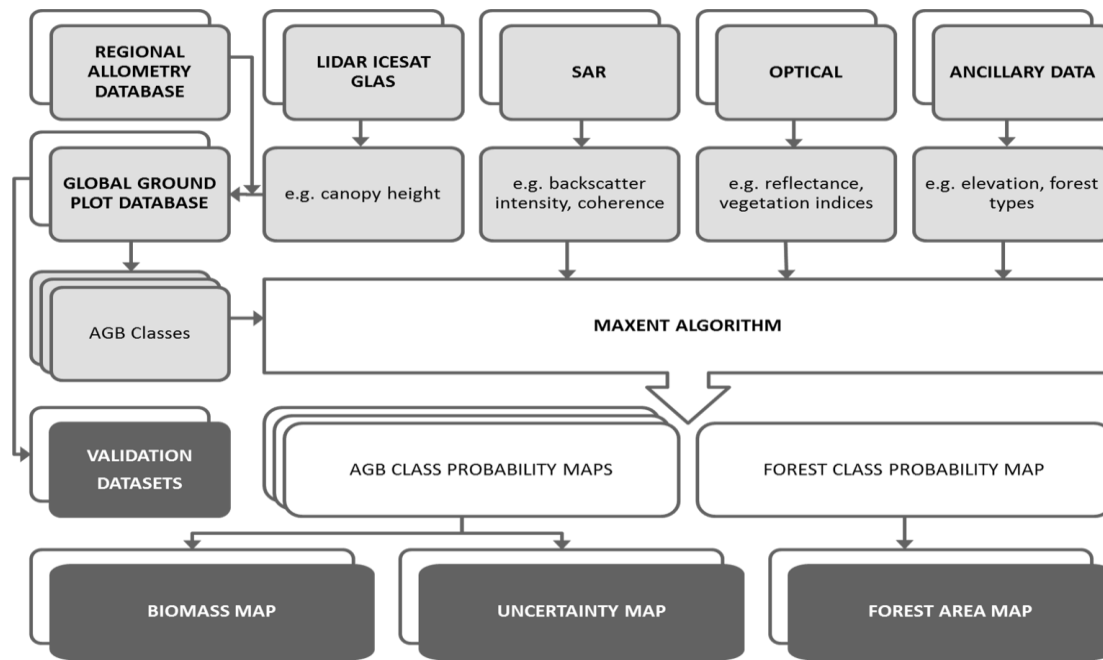 REGIONAL
ALLOMETRY
DATABASE
LIDAR ICESAT
GLAS
SAR
OPTICAL
ANCILLARY DATA
GLOBAL GROUND
PLOT DATABASE
e.g. canopy height
e.g. backscatter
intensity, coherence
e.g. reflectance,
vegetation indices
e.g. elevation, forest
types
AGB Classes
MAXENT ALGORITHM
VALIDATION
DATASETS
AGB CLASS PROBABILITY MAPS
FOREST CLASS PROBABILITY MAP
BIOMASS MAP
UNCERTAINTY MAP
FOREST AREA MAP